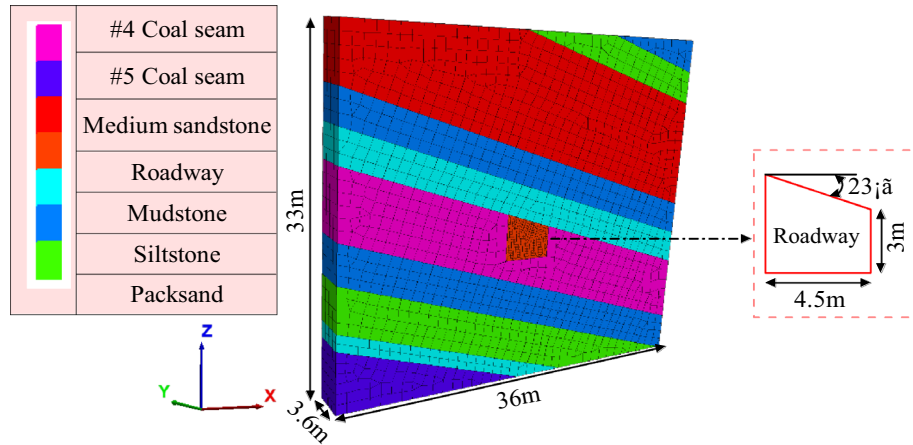 #4 Coal seam
#5 Coal seam
Medium sandstone
Roadway
Mudstone
Siltstone
Packsand
Z
Y
X
33m
3.6m
36m
23¡ã
Roadway
3m
4.5m